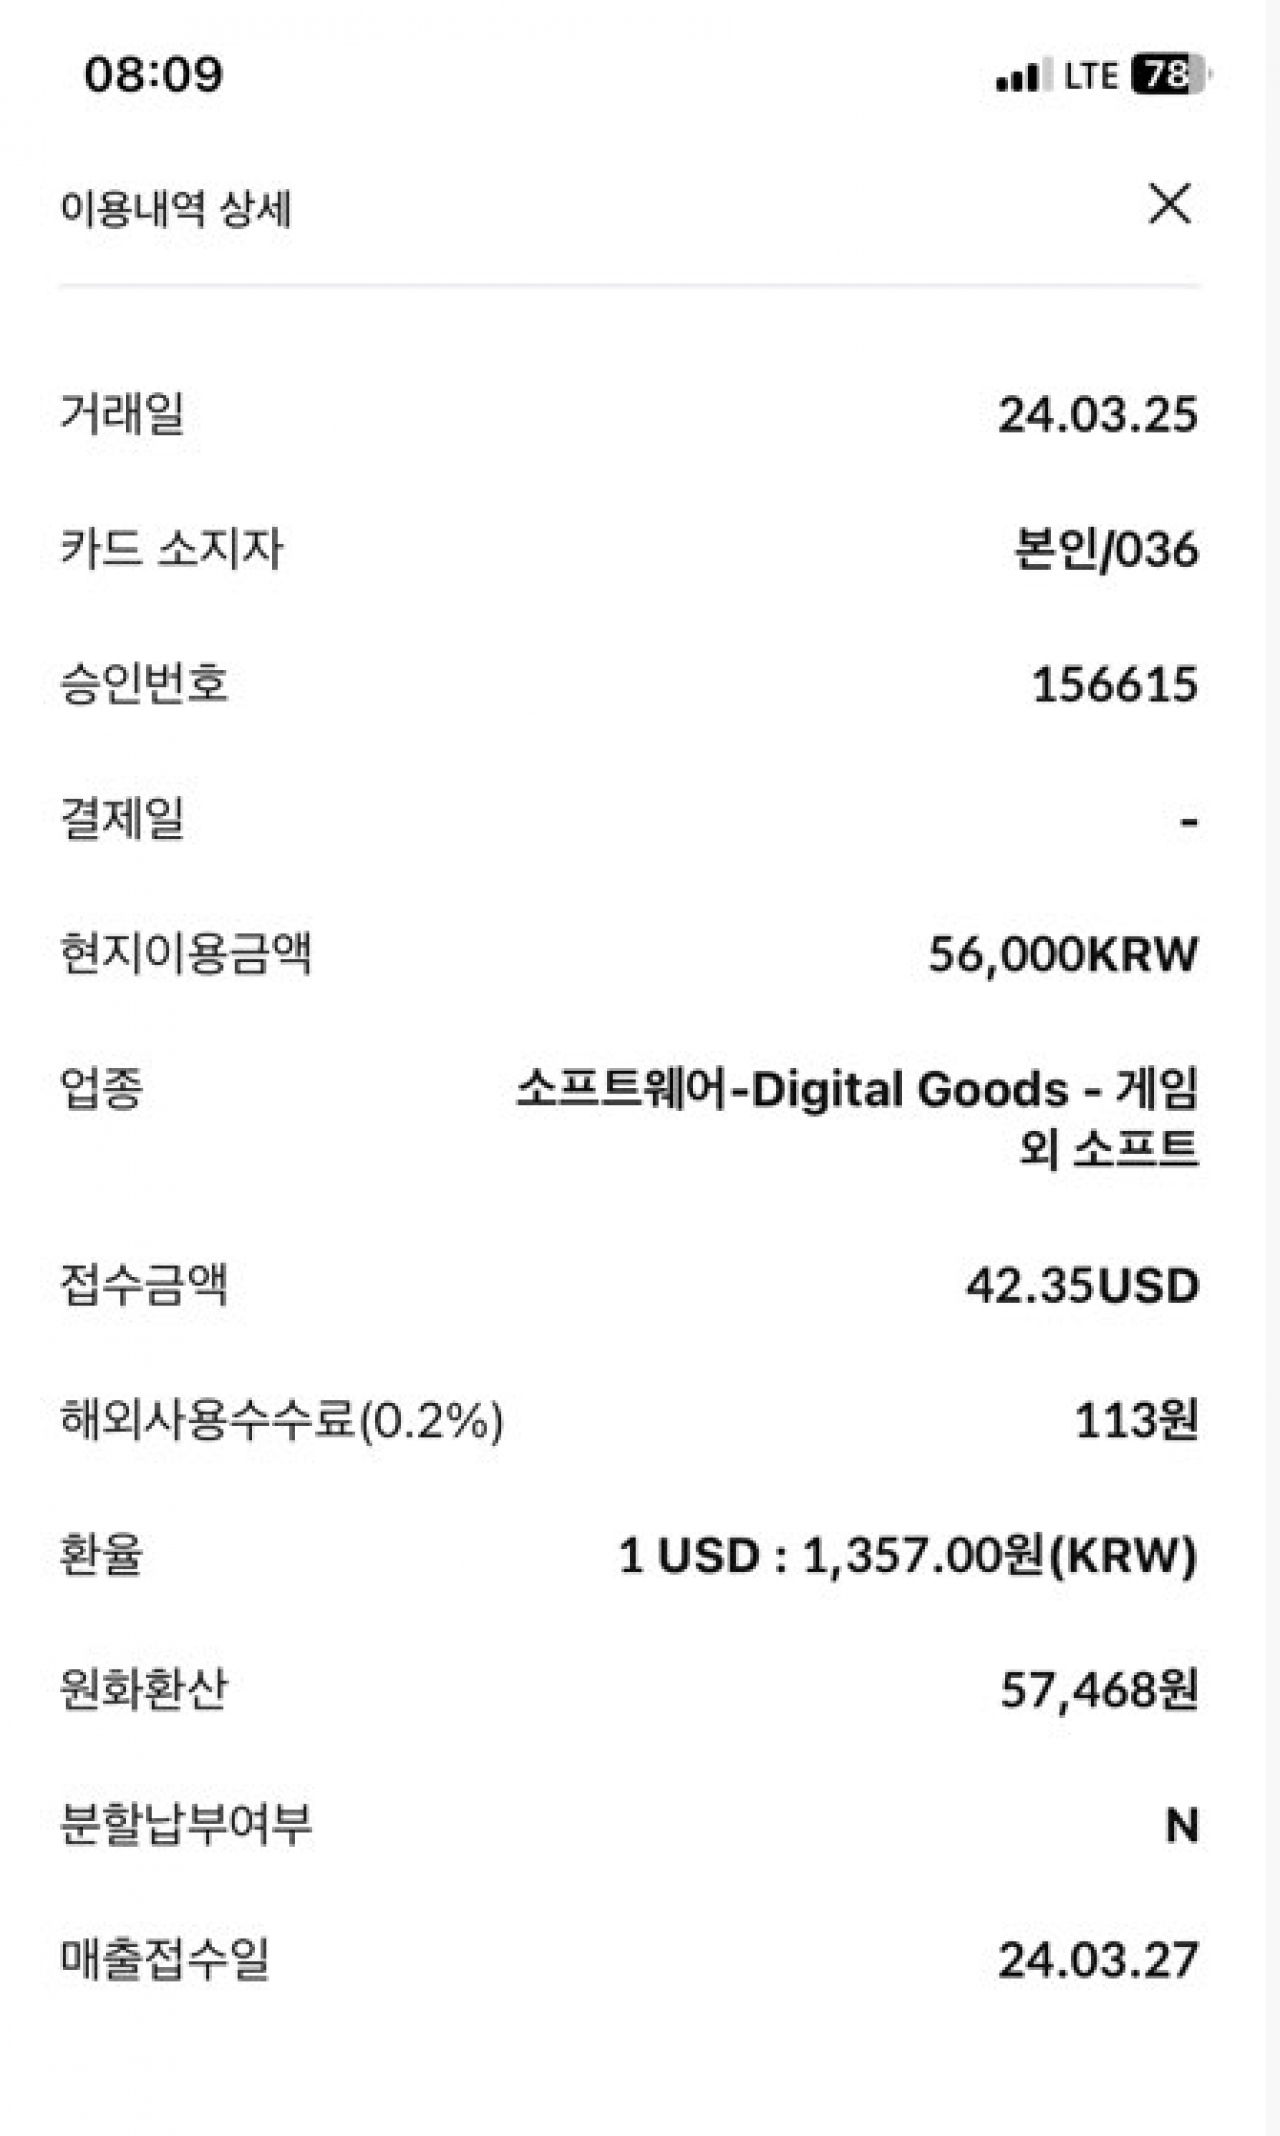 08:09
LTE 78
이용내역 상세
거래일 24.03.25
카드 소지자 본인/036
승인번호 156615
결제일 -
현지이용금액 56,000KRW
업종 소프트웨어-Digital Goods - 게임
외 소프트
접수금액 42.35USD
해외사용수수료(0.2%) 113원
환율 1 USD : 1,357.00원(KRW)
원화환산 57,468원
분할납부여부 N
매출접수일 24.03.27